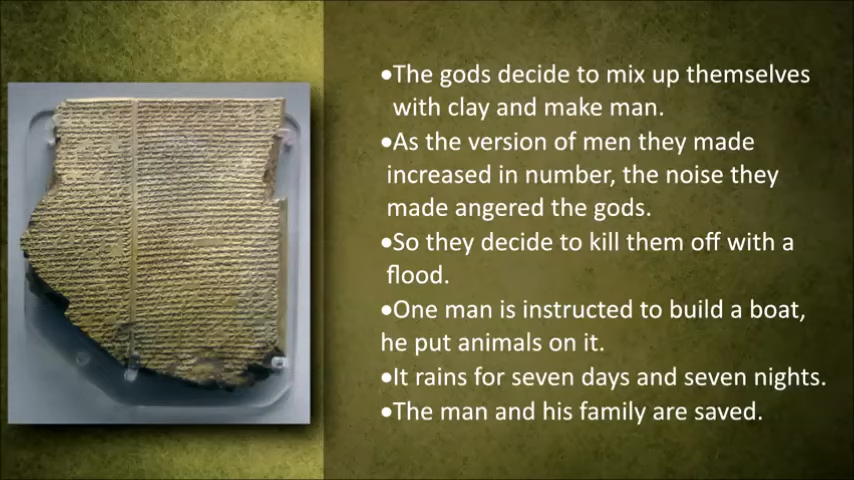 •The gods decide to mix up themselves
with clay and make man.
•As the version of men they made
increased in number, the noise they
made angered the gods.
•So they decide to kill them off with a
flood.
•One man is instructed to build a boat,
he put animals on it.
•It rains for seven days and seven nights.
•The man and his family are saved.